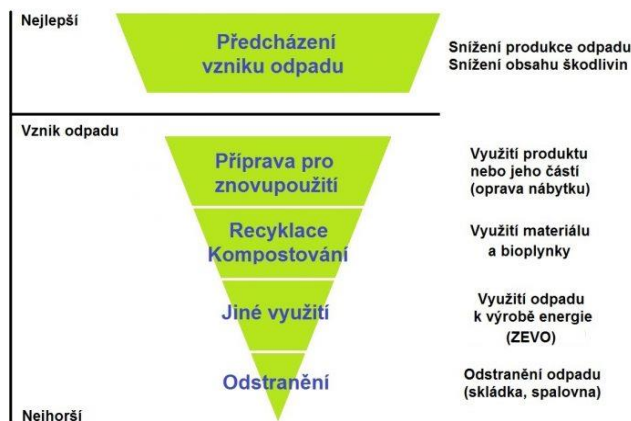 Nejlepší
Předcházení
vzniku odpadu
Snížení produkce odpadu
Snížení obsahu škodlivin
Vznik odpadu
Příprava pro
znovupoužití
Využití produktu
nebo jeho částí
(oprava nábytku)
Recyklace
Kompostování
Využití materiálu
a bioplynky
Jiné využití
Využití odpadu
k výrobě energie
(ZEVO)
Odstranění
Odstranění odpadu
(skládka, spalovna)
Nejhorší